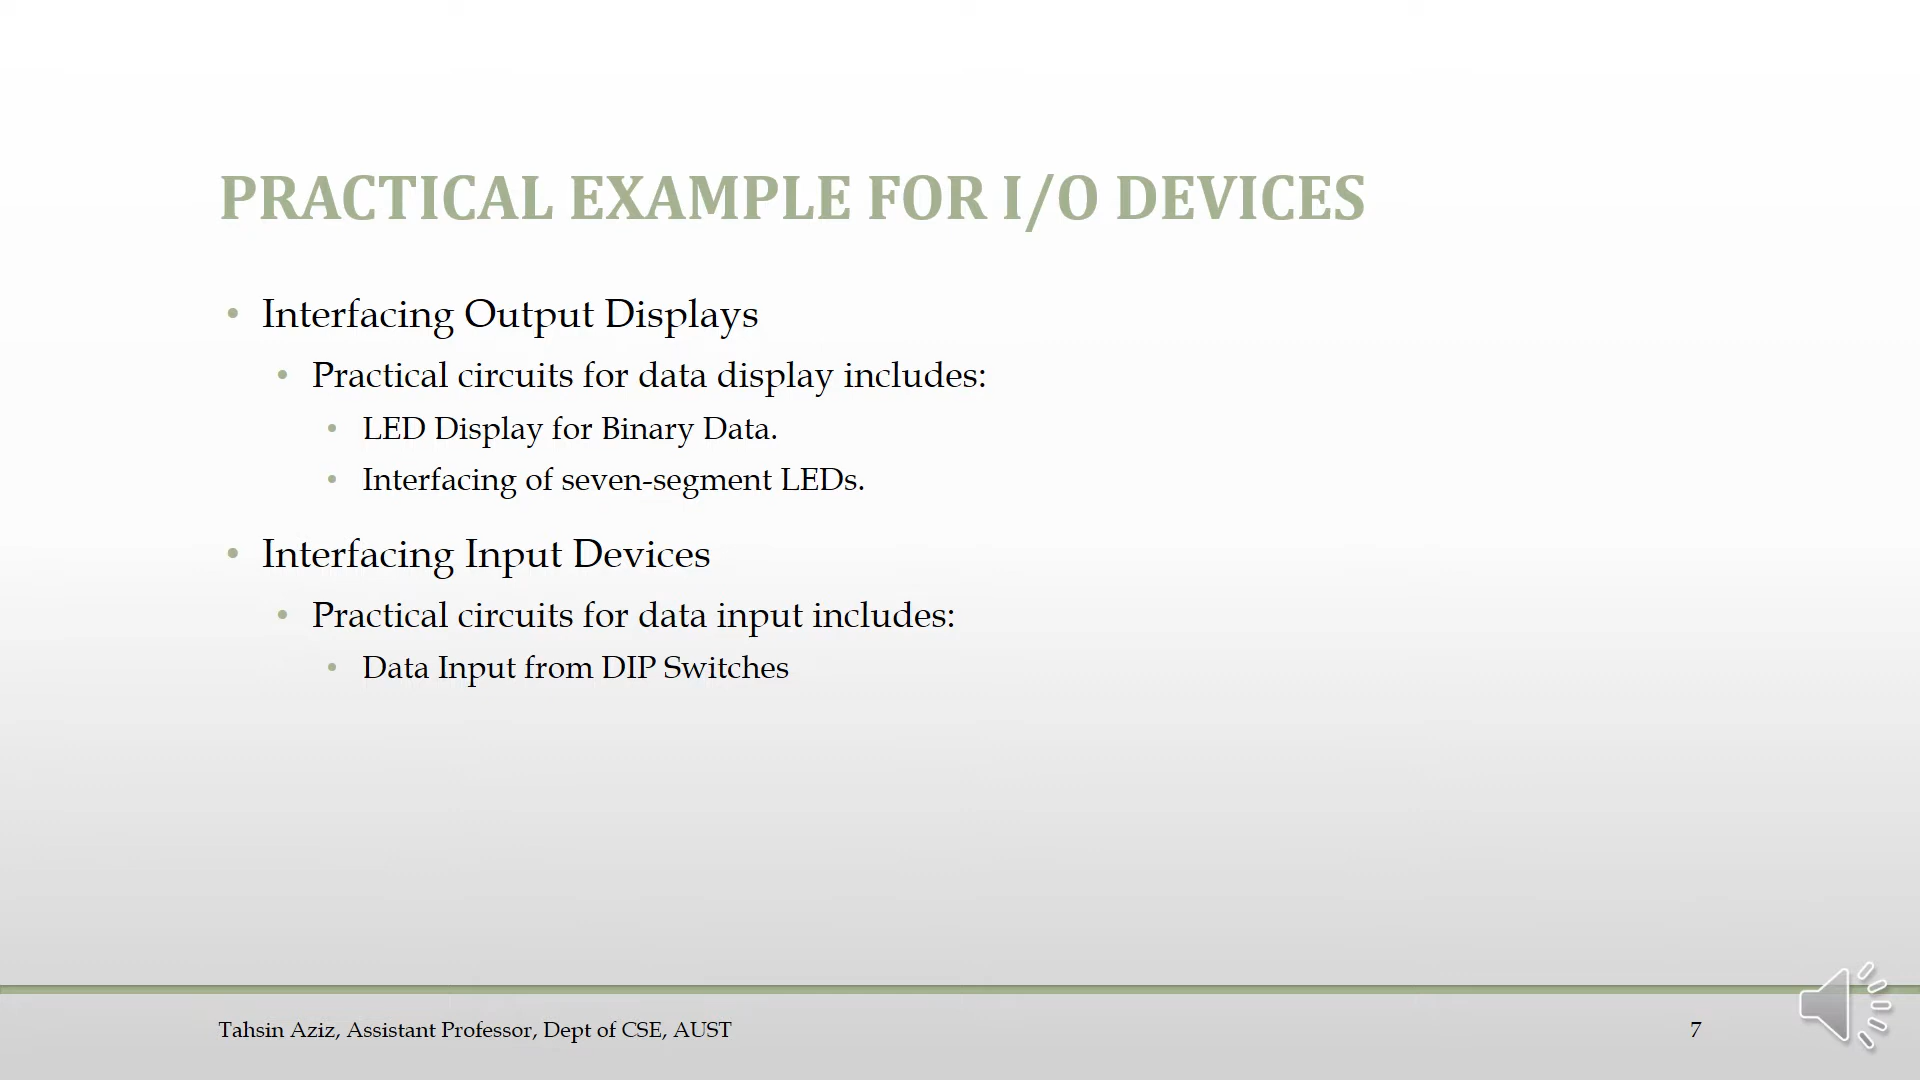 PRACTICAL EXAMPLE FOR I/O DEVICES
• Interfacing Output Displays
• Practical circuits for data display includes:
• LED Display for Binary Data.
• Interfacing of seven-segment LEDs.
• Interfacing Input Devices
• Practical circuits for data input includes:
• Data Input from DIP Switches
Tahsin Aziz, Assistant Professor, Dept of CSE, AUST
7